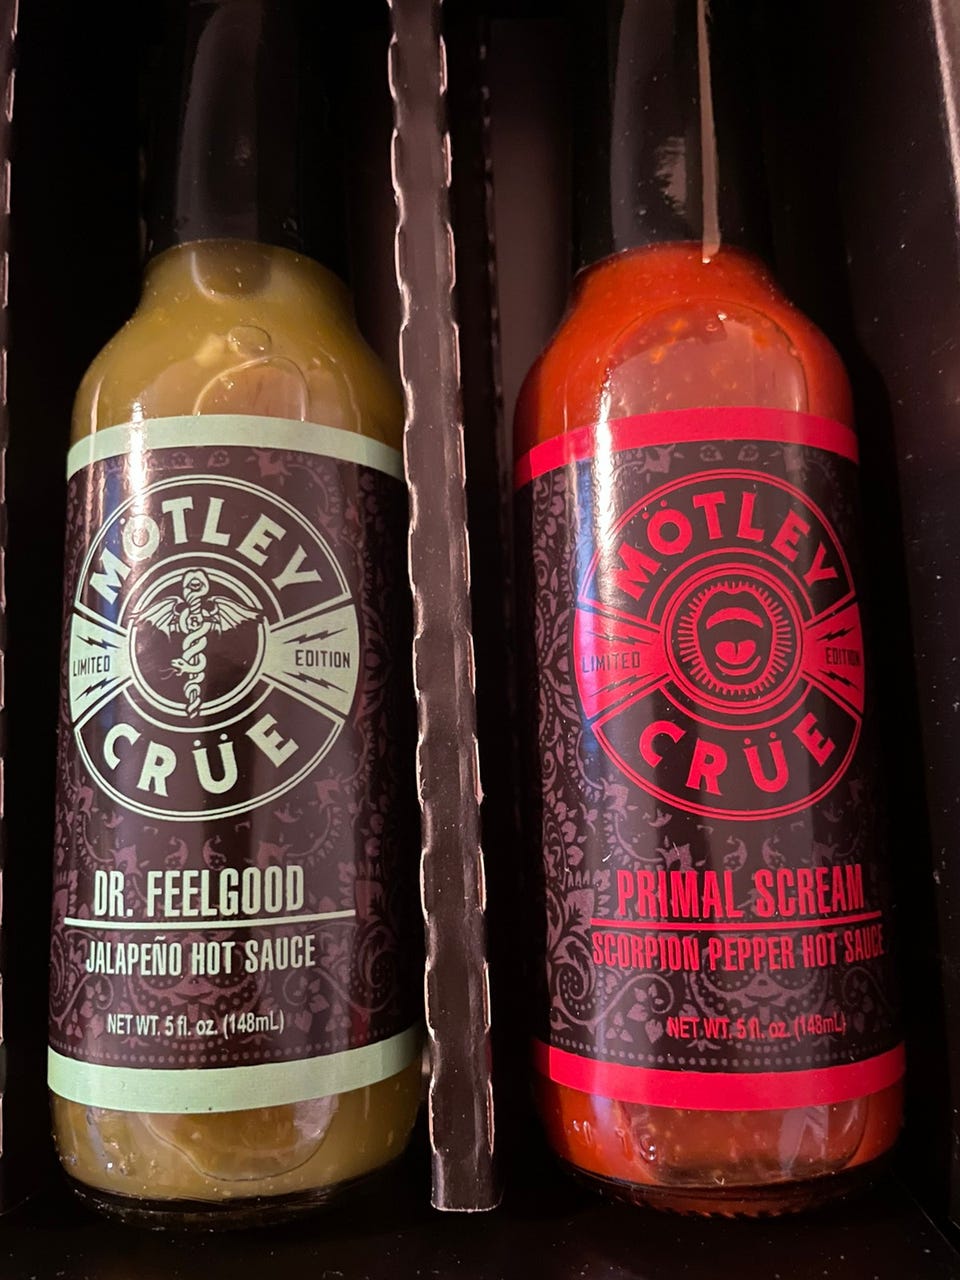 MÖTLEY
LIMITED EDITION
CRÜE
DR. FEELGOOD
JALAPEÑO HOT SAUCE
NET WT. 5 fl. oz. (148mL)
MÖTLEY
LIMITED EDITION
CRÜE
PRIMAL SCREAM
SCORPION PEPPER HOT SAUCE
NET WT. 5 fl. oz. (148mL)